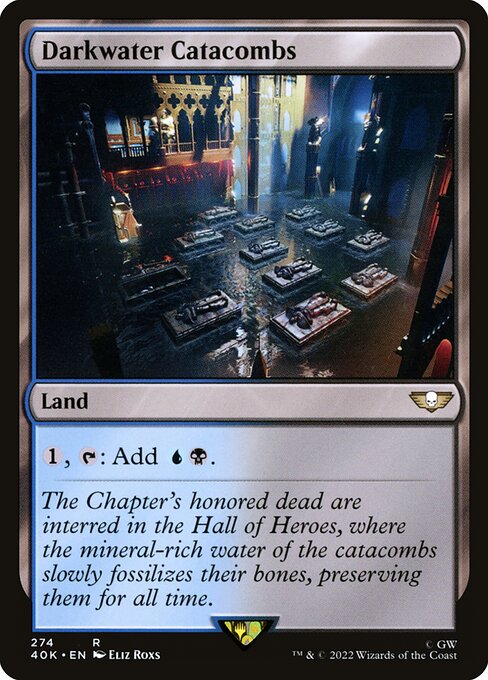 Darkwater Catacombs
Land
1, : Add .
The Chapter's honored dead are
interred in the Hall of Heroes, where
the mineral-rich water of the catacombs
slowly fossilizes their bones, preserving
them for all time.
274 R
40K • EN Eliz Roxs
© GW
™ & © 2022 Wizards of the Coast